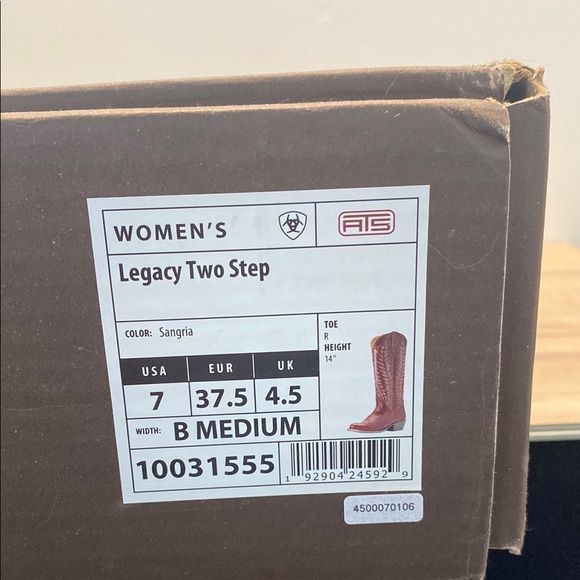 WOMEN'S
ATS
Legacy Two Step
COLOR: Sangria
TOE
R
HEIGHT
14"
USA EUR UK
7 37.5 4.5
WIDTH: B MEDIUM
10031555
1 92904 24592 9
4500070106